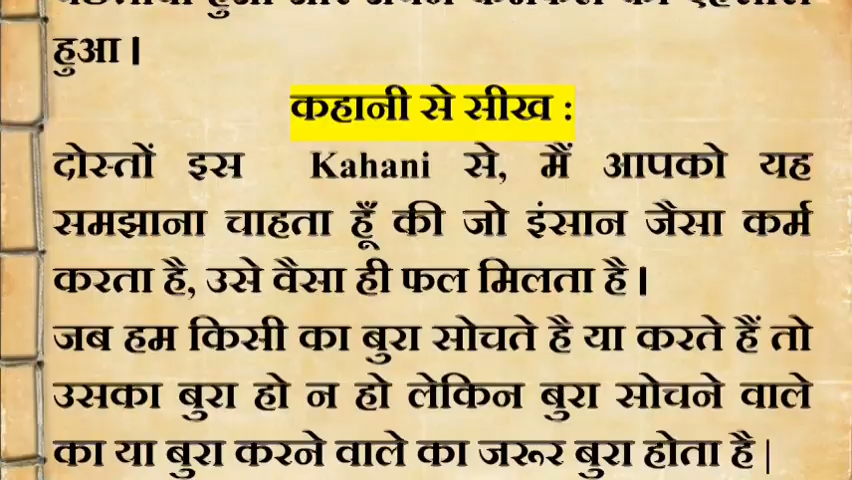 हुआ।
कहानी से सीख :
दोस्तों इस Kahani से, मैं आपको यह
समझाना चाहता हूँ की जो इंसान जैसा कर्म
करता है, उसे वैसा ही फल मिलता है।
जब हम किसी का बुरा सोचते है या करते हैं तो
उसका बुरा हो न हो लेकिन बुरा सोचने वाले
का या बुरा करने वाले का जरूर बुरा होता है|